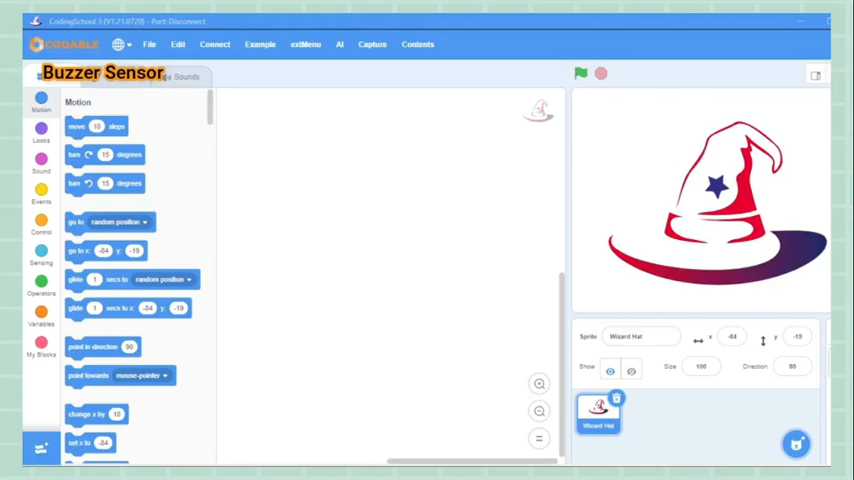 CodingSchool 3 (V1.21.0729) - Port: Disconnect
CODABLE File Edit Connect Example extMenu AI Capture Contents
Buzzer Sensor
Sounds
Motion
Looks
Sound
Events
Control
Sensing
Operators
Variables
My Blocks
Motion
move 10 steps
turn 15 degrees
turn 15 degrees
go to random position
go to x: -84 y: -19
glide 1 secs to random position
glide 1 secs to x: -84 y: -19
point in direction 90
point towards mouse-pointer
change x by 10
set x to -84
Sprite Wizard Hat x -84 y -19
Show Size 100 Direction 90
Wizard Hat